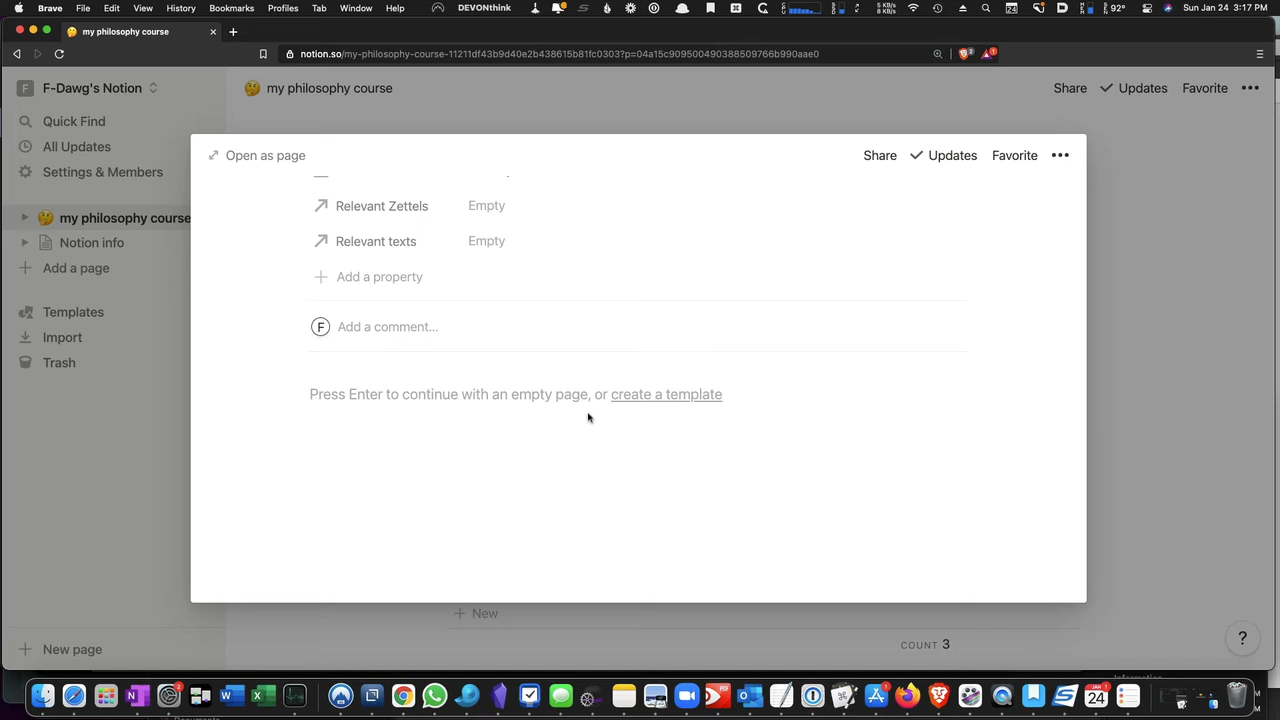 Brave File Edit View History Bookmarks Profiles Tab Window Help DEVONthink 92° Sun Jan 24 3:17 PM
my philosophy course
notion.so/my-philosophy-course-11211df43b9d40e2b438615b81fc0303?p=04a15c909500490388509766b990aae0
F F-Dawg's Notion
my philosophy course
Share Updates Favorite
Quick Find
All Updates
Settings & Members
my philosophy course
Notion info
Add a page
Templates
Import
Trash
New page
Open as page
Share Updates Favorite
Relevant Zettels Empty
Relevant texts Empty
Add a property
F Add a comment...
Press Enter to continue with an empty page, or create a template
New
COUNT 3
?